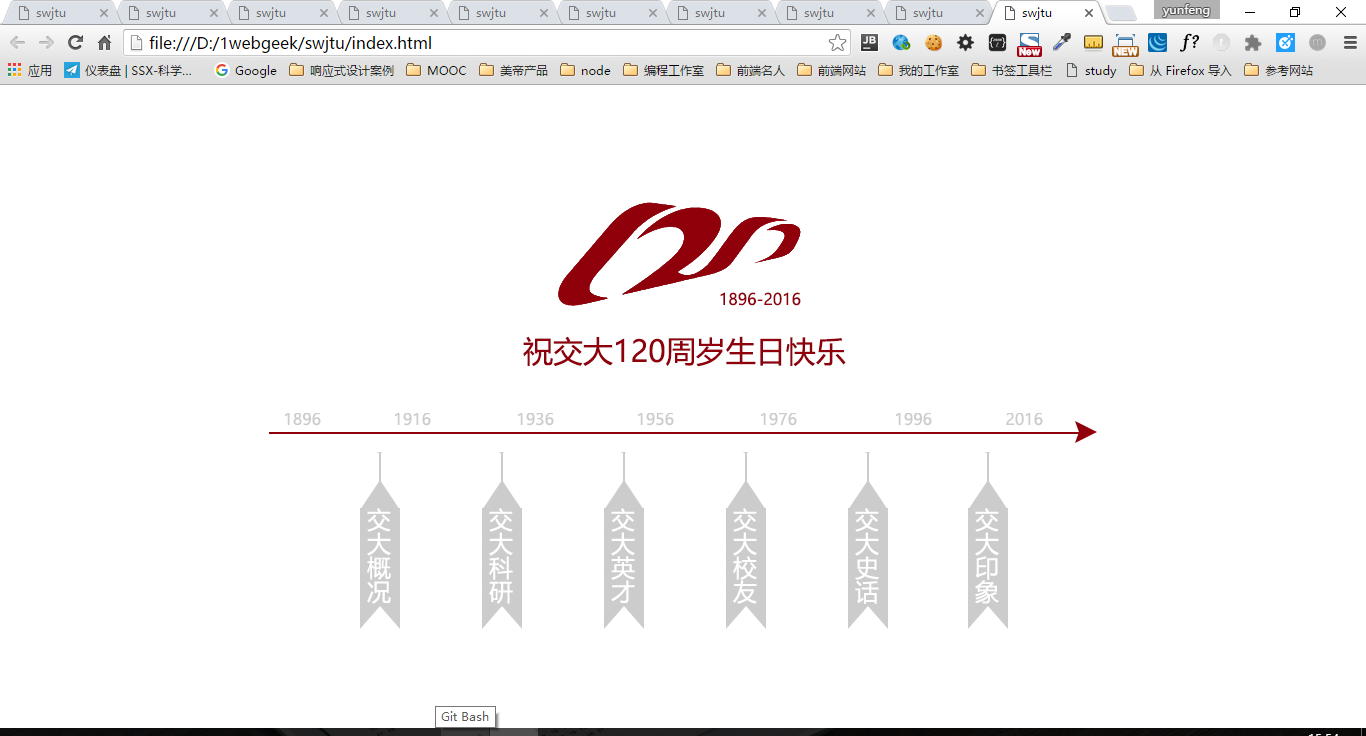 swjtu swjtu swjtu swjtu swjtu swjtu swjtu swjtu swjtu swjtu yunfeng
file:///D:/1webgeek/swjtu/index.html JB New NEW f?
应用 仪表盘 | SSX-科学... Google 响应式设计案例 MOOC 美帝产品 node 编程工作室 前端名人 前端网站 我的工作室 书签工具栏 study 从 Firefox 导入 参考网站
1896-2016
祝交大120周岁生日快乐
1896 1916 1936 1956 1976 1996 2016
交大概况
交大科研
交大英才
交大校友
交大史话
交大印象
Git Bash